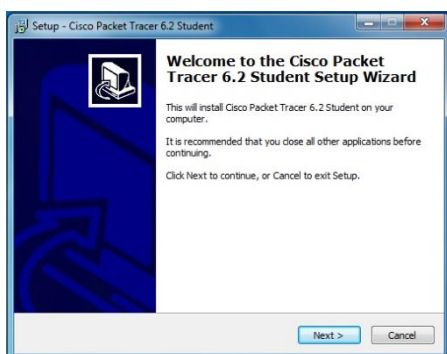 Setup - Cisco Packet Tracer 6.2 Student
Welcome to the Cisco Packet
Tracer 6.2 Student Setup Wizard
This will install Cisco Packet Tracer 6.2 Student on your
computer.
It is recommended that you close all other applications before
continuing.
Click Next to continue, or Cancel to exit Setup.
Next >
Cancel